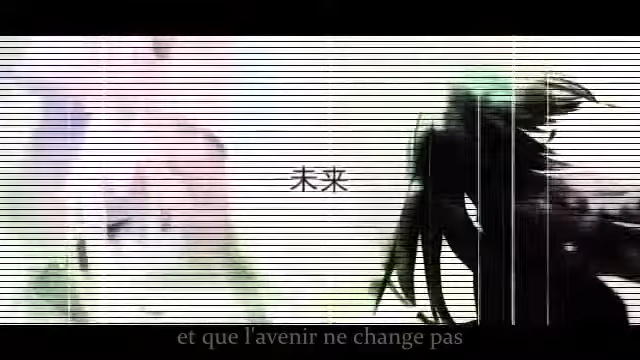 未来
et que l'avenir ne change pas